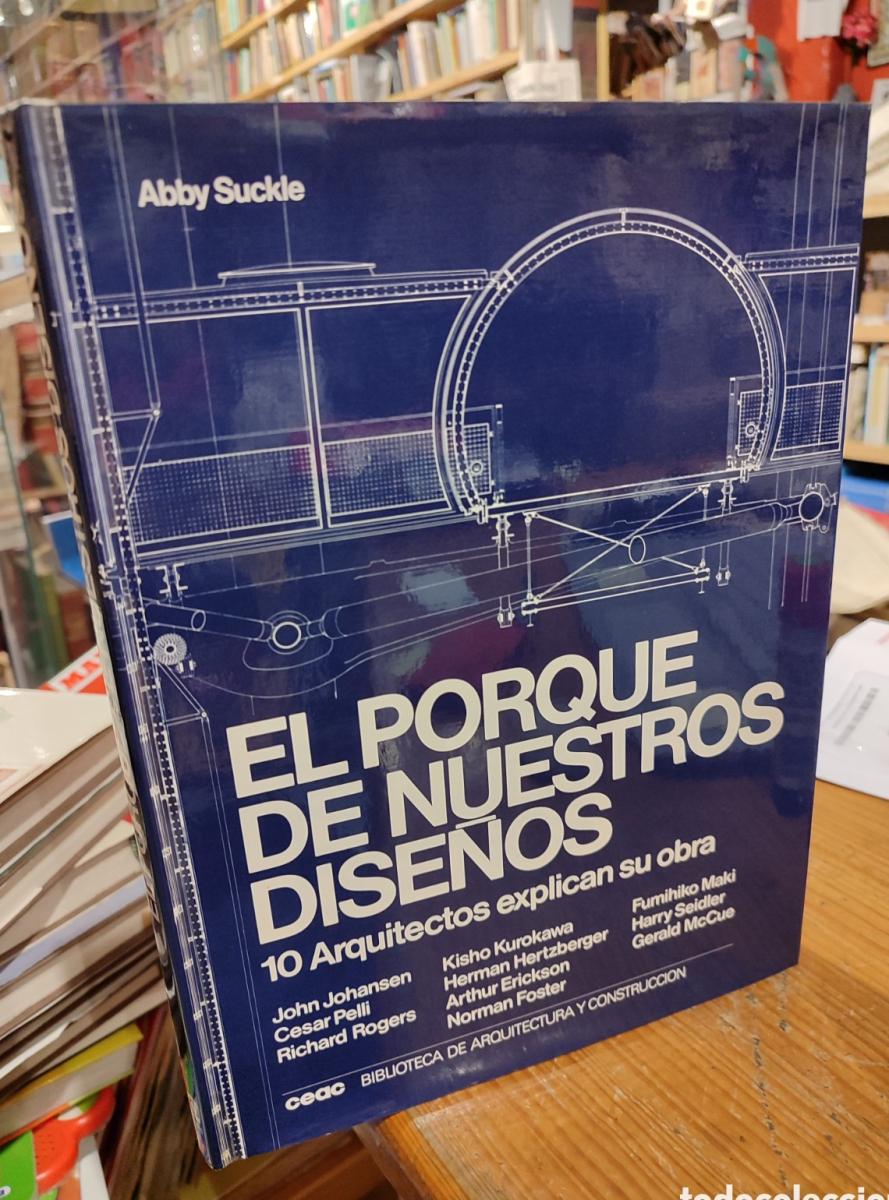 Abby Suckle
EL PORQUE
DE NUESTROS
DISEÑOS
10 Arquitectos explican su obra
John Johansen
Cesar Pelli
Richard Rogers
Kisho Kurokawa
Herman Hertzberger
Arthur Erickson
Norman Foster
Fumihiko Maki
Harry Seidler
Gerald McCue
ceac BIBLIOTECA DE ARQUITECTURA Y CONSTRUCCION